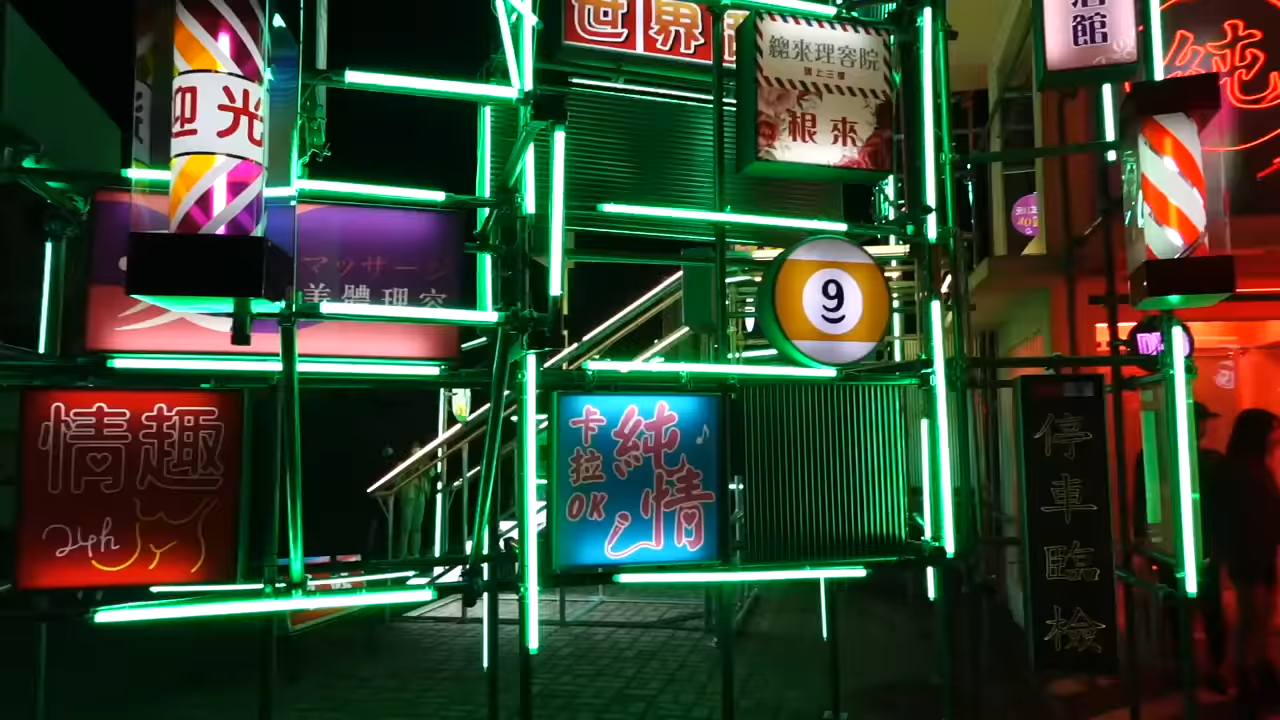 世界
總來理容院
請上三樓
根來
館
純
迎光
マッサージ
美體理容
9
情趣
24h
卡拉OK
純情
停車臨檢